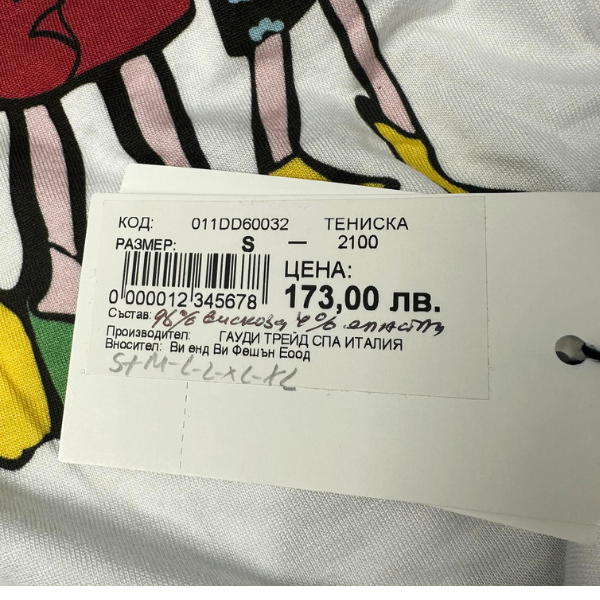 КОД: 011DD60032 ТЕНИСКА
РАЗМЕР: S — 2100
ЦЕНА:
173,00 лв.
0 000012 345678
Състав: 96% вискоза 4% еластан
Производител: ГАУДИ ТРЕЙД СПА ИТАЛИЯ
Вносител: Ви енд Ви Фешън Еоод
S+M-L-L-XL-XL